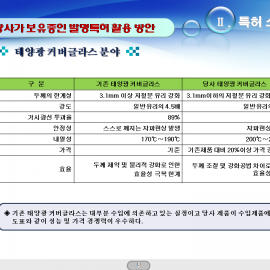 Ⅱ. 특허 소
당사가 보유중인 발명특허 활용 방안
태양광 커버글라스 분야
구 분 기존 태양광 커버글라스 당사 태양광 커버글라스
두께의 한계성 3.1mm 이상 저철분 유리 강화 3.1mm이하의 저철분 유리 강화
강도 일반유리의 4.5배 일반유리의
가시광선 투과율 89%
안정성 스스로 깨지는 자파현상 발생 자파현상
내열성 170℃~190℃ 200℃~
가격 기준 기존제품 대비 20%이상 가격
효율 두께 제약 및 물리적 강화로 인한 효율성 극복 한계 두께 조절 및 강화공법 차이로 효율성
◈ 기존 태양광 커버글라스는 대부분 수입에 의존하고 있는 실정이고 당사 제품이 수입제품에
도표와 같이 성능 및 가격 경쟁력이 우수하다.